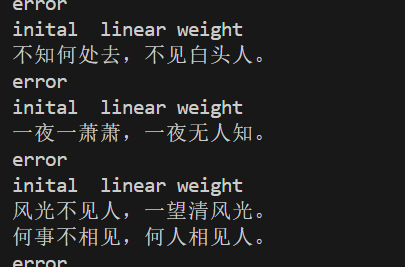 error
inital  linear weight
不知何处去，不见白头人。
error
inital  linear weight
一夜一萧萧，一夜无人知。
error
inital  linear weight
风光不见人，一望清风光。
何事不相见，何人相见人。
error